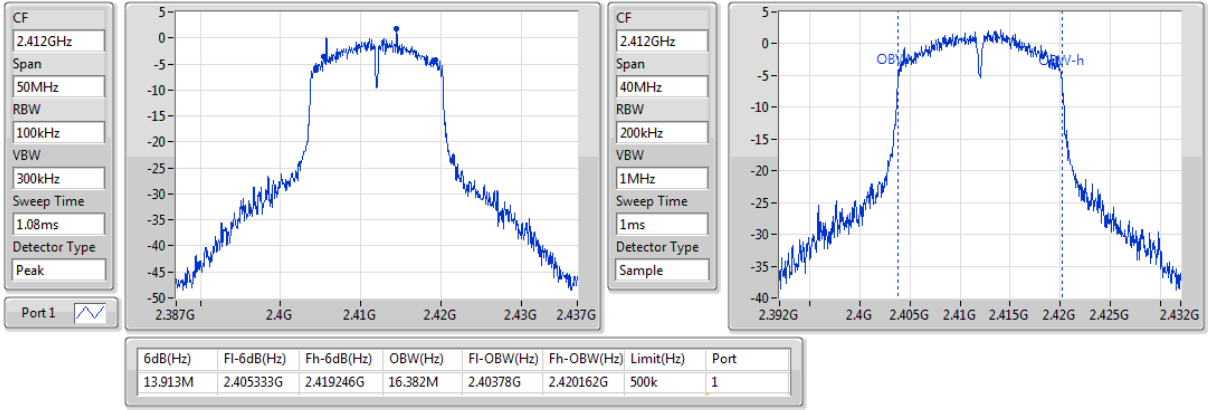 CF
2.412GHz
Span
50MHz
RBW
100kHz
VBW
300kHz
Sweep Time
1.08ms
Detector Type
Peak
Port 1
5-
0-
-5-
-10-
-15-
-20-
-25-
-30-
-35-
-40-
-45-
-50-
2.387G 2.4G 2.41G 2.42G 2.43G 2.437G
CF
2.412GHz
Span
40MHz
RBW
200kHz
VBW
1MHz
Sweep Time
1ms
Detector Type
Sample
5-
0-
-5-
-10-
-15-
-20-
-25-
-30-
-35-
-40-
OBW-h
2.392G 2.4G 2.405G 2.41G 2.415G 2.42G 2.425G 2.432G
6dB(Hz) Fl-6dB(Hz) Fh-6dB(Hz) OBW(Hz) Fl-OBW(Hz) Fh-OBW(Hz) Limit(Hz) Port
13.913M 2.405333G 2.419246G 16.382M 2.40378G 2.420162G 500k 1